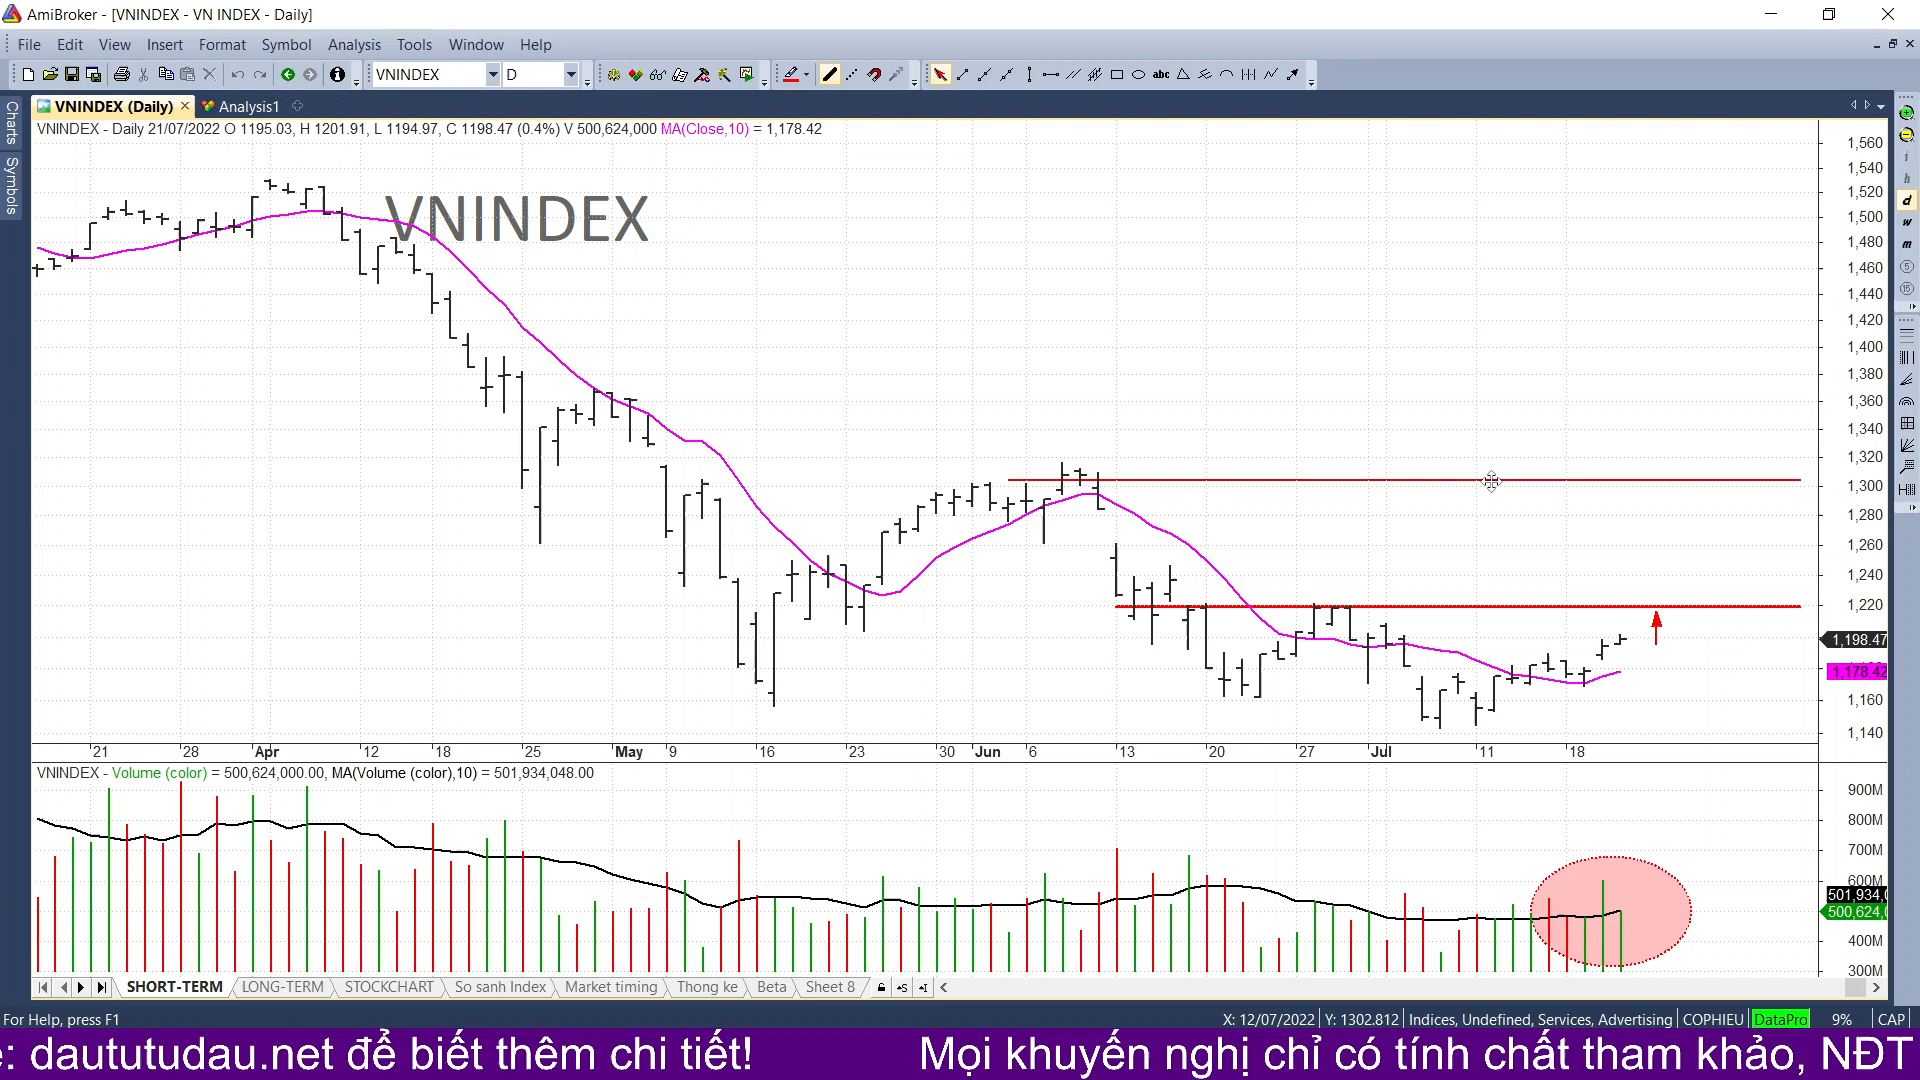 AmiBroker - [VNINDEX - VN INDEX - Daily]
File Edit View Insert Format Symbol Analysis Tools Window Help
VNINDEX D
abc
VNINDEX (Daily) Analysis1
Charts
Symbols
VNINDEX - Daily 21/07/2022 O 1195.03, H 1201.91, L 1194.97, C 1198.47 (0.4%) V 500,624,000 MA(Close,10) = 1,178.42
VNINDEX
1,560
1,540
1,520
1,500
1,480
1,460
1,440
1,420
1,400
1,380
1,360
1,340
1,320
1,300
1,280
1,260
1,240
1,220
1,198.47
1,178.42
1,160
1,140
i
h
d
w
m
5
15
21 28 Apr 12 18 25 May 9 16 23 30 Jun 6 13 20 27 Jul 11 18
VNINDEX - Volume (color) = 500,624,000.00, MA(Volume (color),10) = 501,934,048.00
900M
800M
700M
600M
501,934,
500,624,
400M
300M
SHORT-TERM LONG-TERM STOCKCHART So sanh Index Market timing Thong ke Beta Sheet 8
For Help, press F1 X: 12/07/2022 Y: 1302.812 Indices, Undefined, Services, Advertising COPHIEU DataPro 9% CAP
: daututudau.net để biết thêm chi tiết! Mọi khuyến nghị chỉ có tính chất tham khảo, NĐT